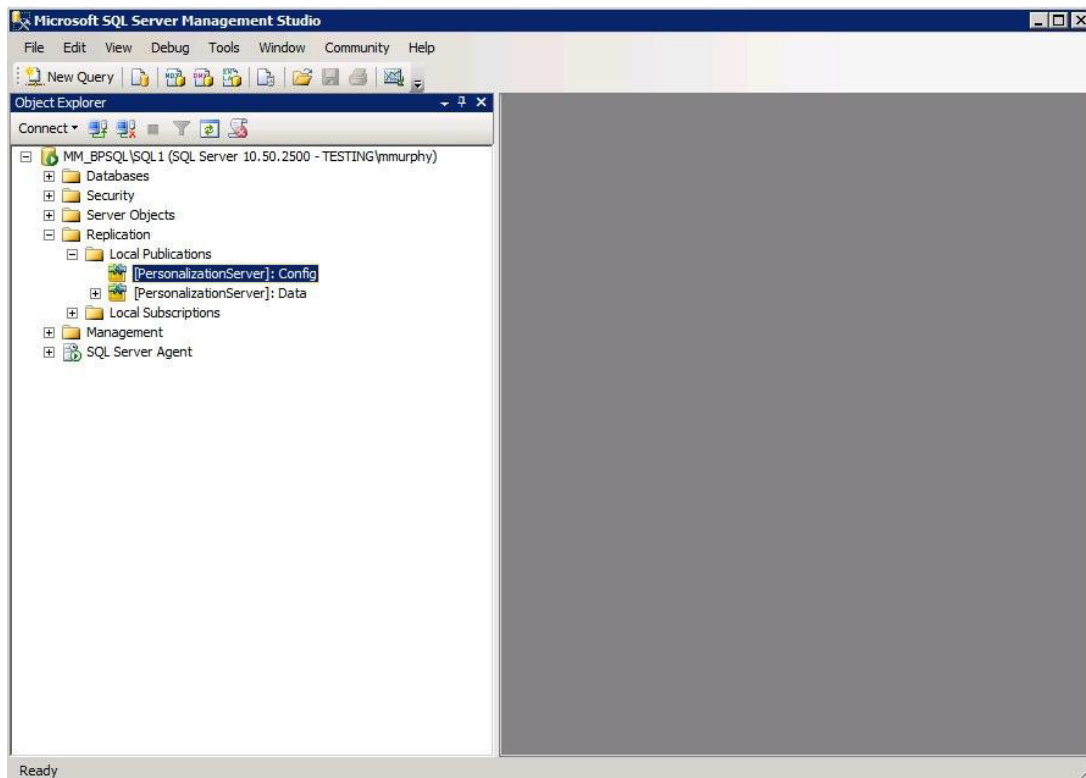 Microsoft SQL Server Management Studio
File Edit View Debug Tools Window Community Help
New Query
Object Explorer
Connect
MM_BPSQL\SQL1 (SQL Server 10.50.2500 - TESTING\mmurphy)
Databases
Security
Server Objects
Replication
Local Publications
[PersonalizationServer]: Config
[PersonalizationServer]: Data
Local Subscriptions
Management
SQL Server Agent
Ready